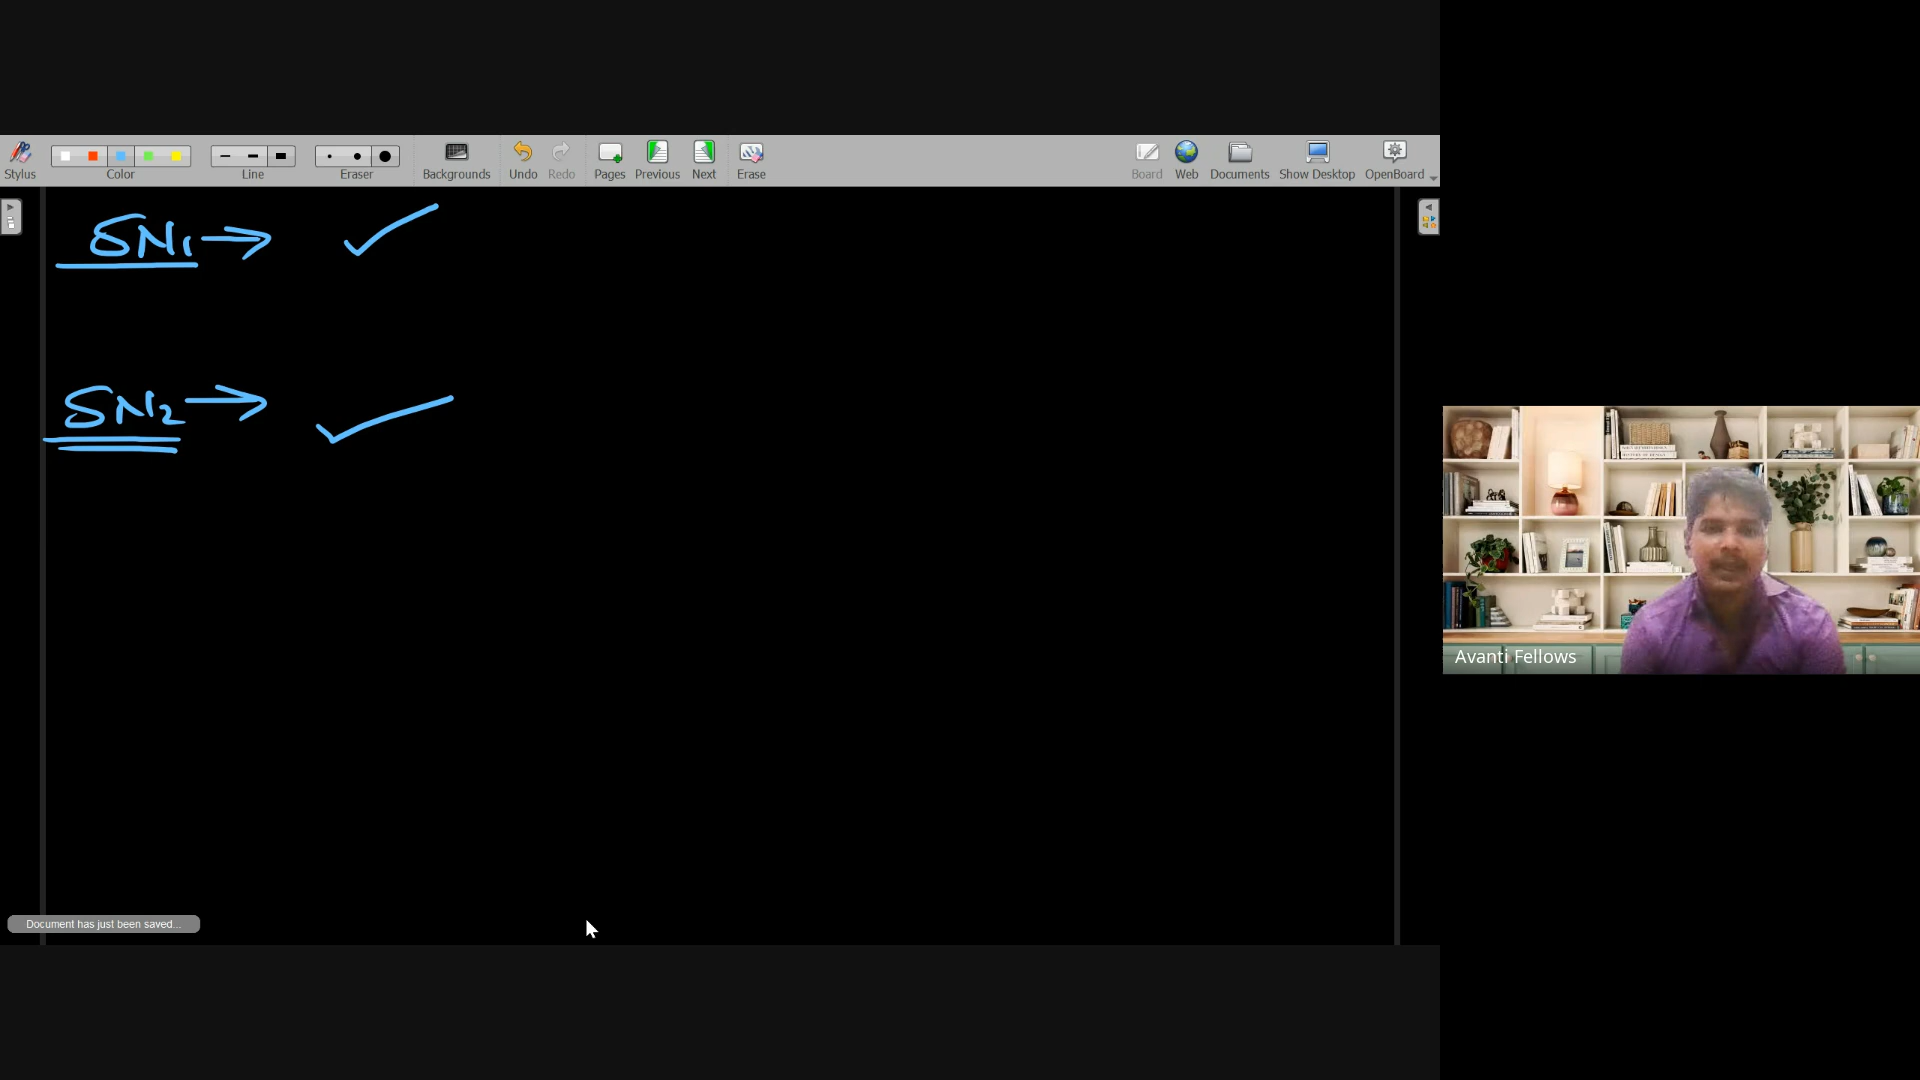 Stylus
Color
Line
Eraser
Backgrounds
Undo
Redo
Pages
Previous
Next
Erase
Board
Web
Documents
Show Desktop
OpenBoard
SN1 →
SN2 →
Avanti Fellows
Document has just been saved...